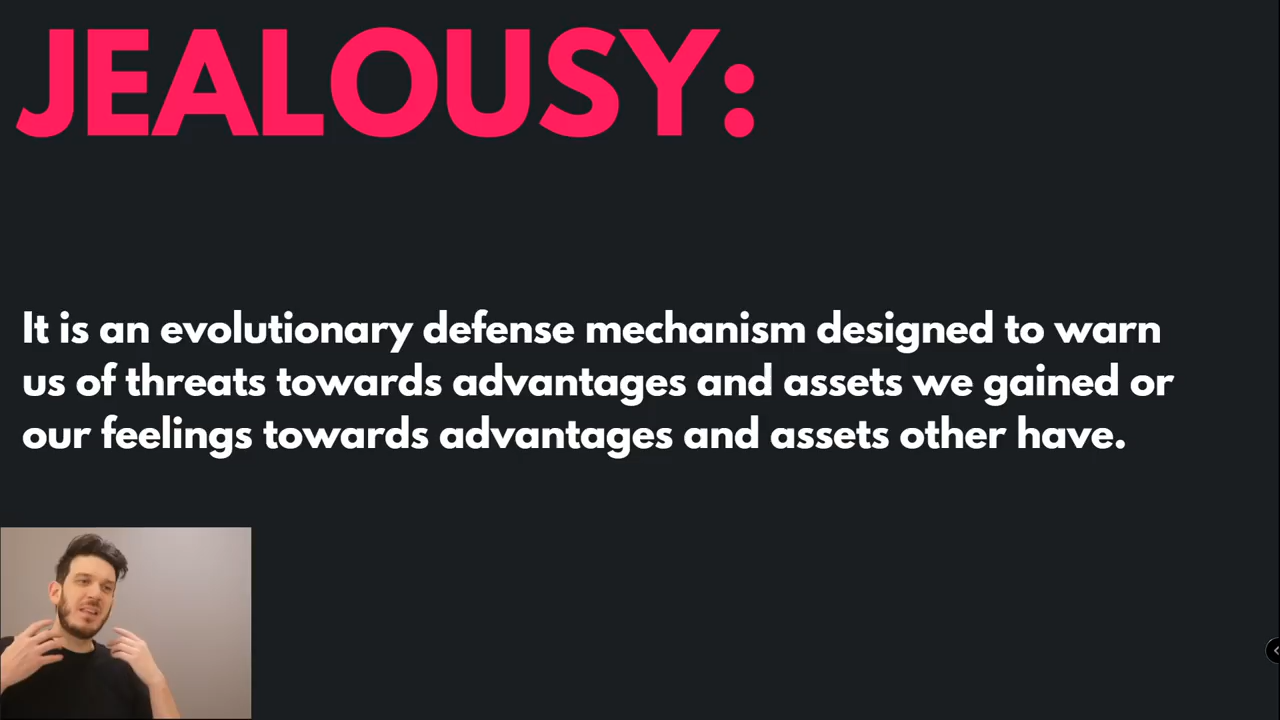 JEALOUSY:
It is an evolutionary defense mechanism designed to warn
us of threats towards advantages and assets we gained or
our feelings towards advantages and assets other have.